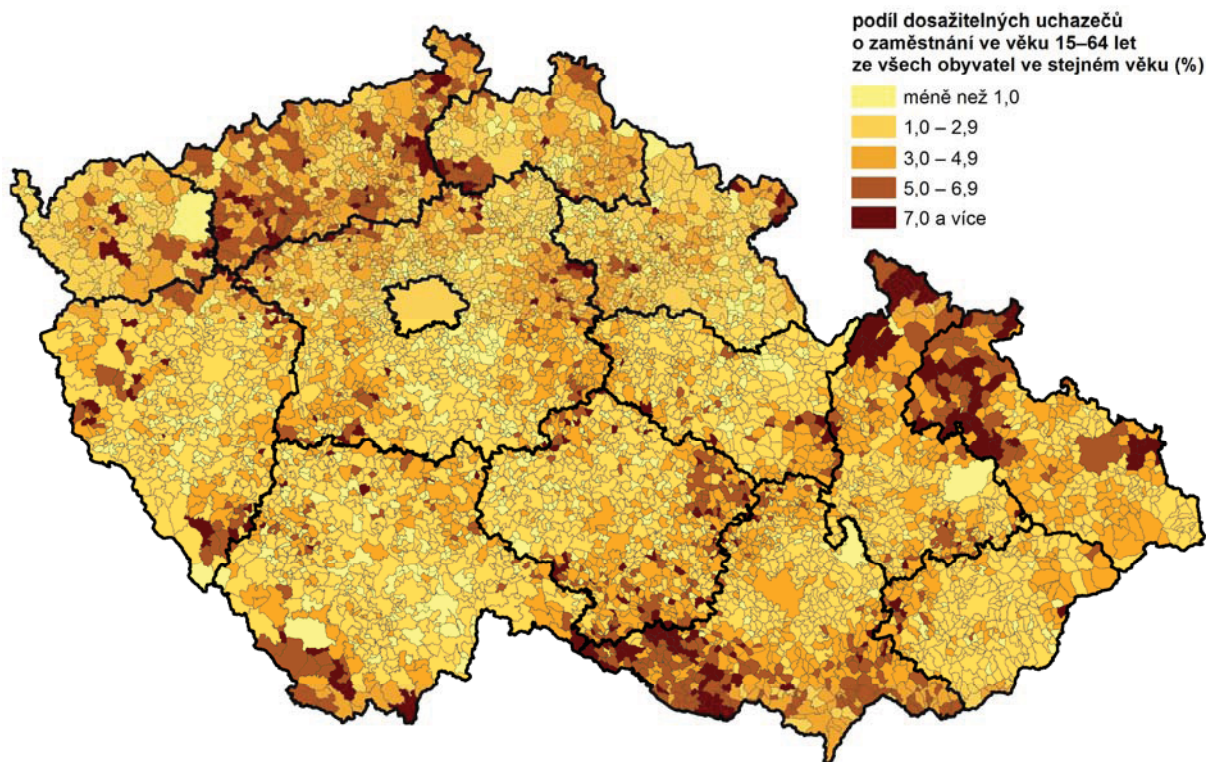 podíl dosažitelných uchazečů
o zaměstnání ve věku 15–64 let
ze všech obyvatel ve stejném věku (%)
méně než 1,0
1,0 – 2,9
3,0 – 4,9
5,0 – 6,9
7,0 a více